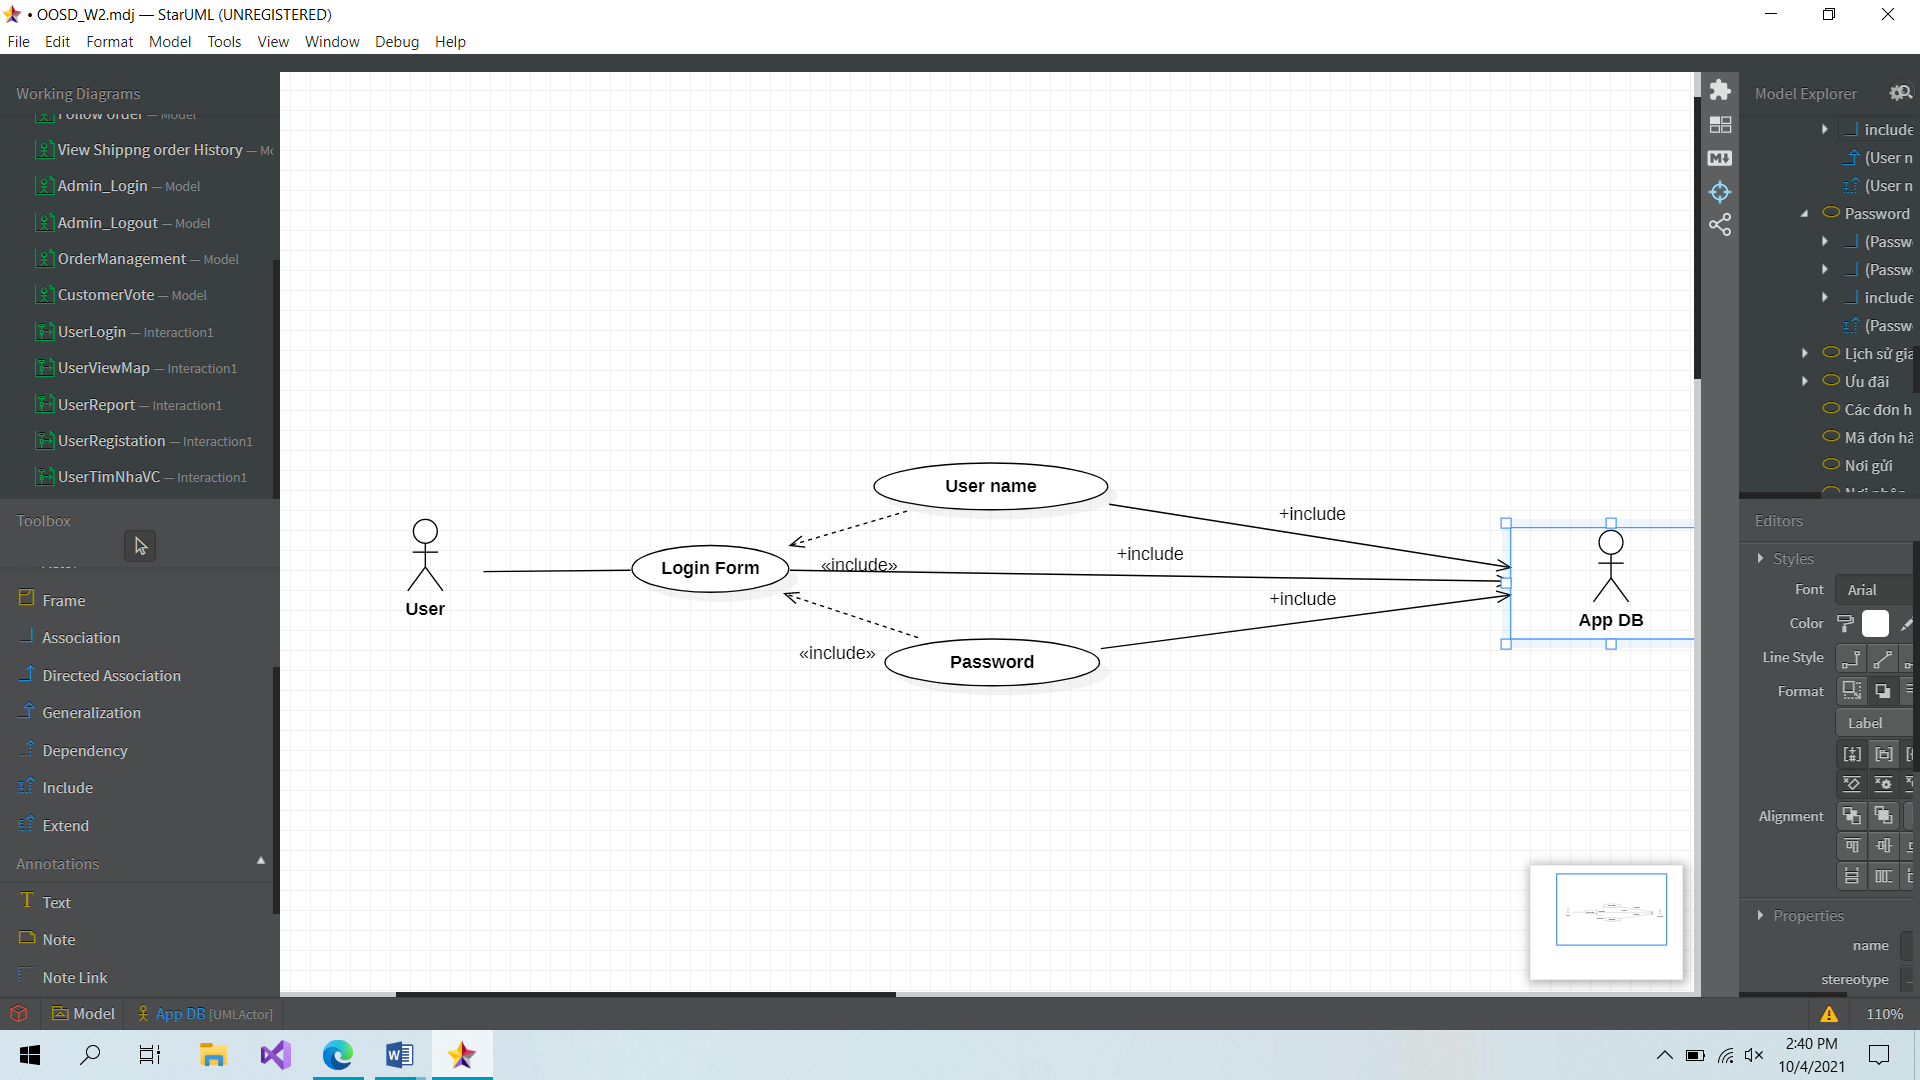 • OOSD_W2.mdj — StarUML (UNREGISTERED)
File Edit Format Model Tools View Window Debug Help
Working Diagrams
Follow order — Model
View Shippng order History — Mo
Admin_Login — Model
Admin_Logout — Model
OrderManagement — Model
CustomerVote — Model
UserLogin — Interaction1
UserViewMap — Interaction1
UserReport — Interaction1
UserRegistation — Interaction1
UserTimNhaVC — Interaction1
Toolbox
Frame
Association
Directed Association
Generalization
Dependency
Include
Extend
Annotations
Text
Note
Note Link
User
Login Form
User name
Password
«include»
«include»
+include
+include
+include
App DB
Model Explorer
include
(User n
(User n
Password
(Passw
(Passw
include
(Passw
Lịch sử gia
Ưu đãi
Các đơn h
Mã đơn hà
Nơi gửi
Editors
Styles
Font Arial
Color
Line Style
Format
Label
Alignment
Properties
name
stereotype
Model App DB [UMLActor]
110%
2:40 PM
10/4/2021